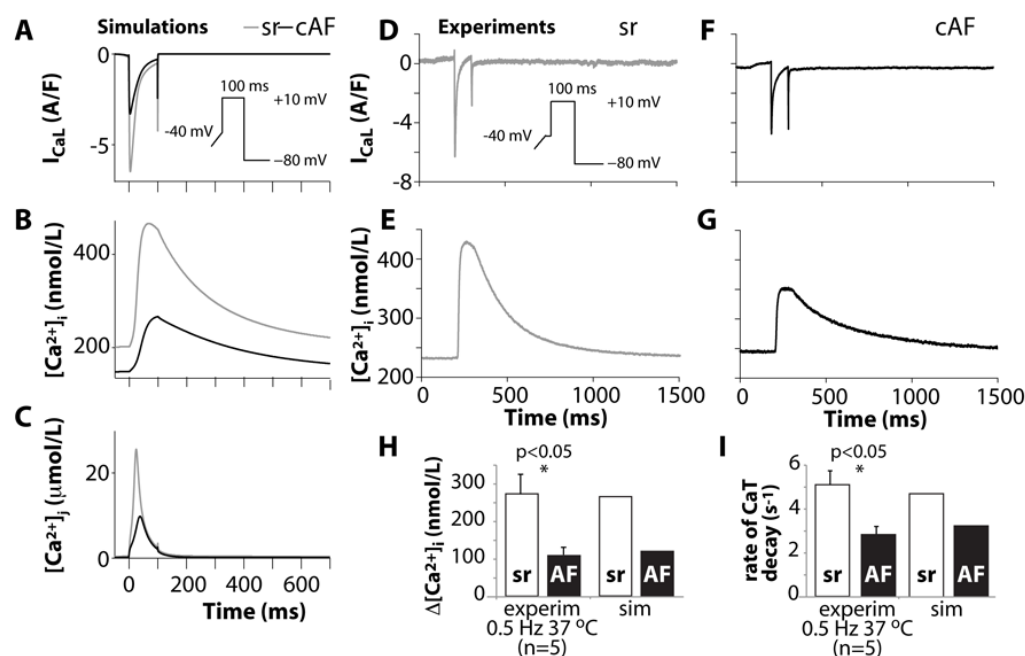 A Simulations sr cAF
I_CaL (A/F)
0
-5
100 ms
+10 mV
-40 mV
−80 mV
D Experiments sr
I_CaL (A/F)
0
-2
-4
-6
-8
100 ms
+10 mV
-40 mV
−80 mV
F cAF
B
[Ca²⁺]ᵢ (nmol/L)
400
200
E
[Ca²⁺]ᵢ (nmol/L)
400
300
200
0 500 1000 1500
Time (ms)
G
500 1000 1500
Time (ms)
C
[Ca²⁺]ⱼ (μmol/L)
20
0
0 200 400 600
Time (ms)
H
p<0.05
*
Δ[Ca²⁺]ᵢ (nmol/L)
300
200
100
0
sr AF sr AF
experim sim
0.5 Hz 37 ºC
(n=5)
I
p<0.05
*
rate of CaT
decay (s⁻¹)
6
4
2
0
sr AF sr AF
experim sim
0.5 Hz 37 ºC
(n=5)